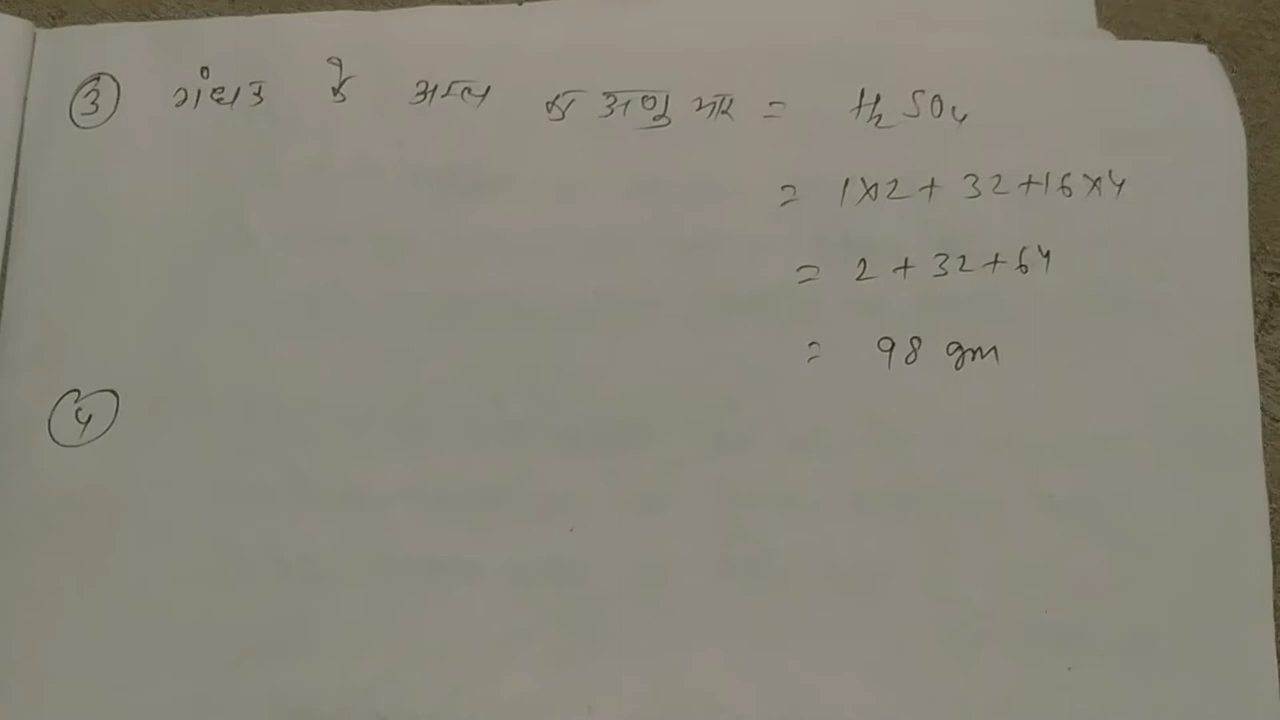 ③ गंधक के अम्ल का अणु भार = H₂SO₄
= 1×2+ 32+16×4
= 2+32+64
= 98 gm
④